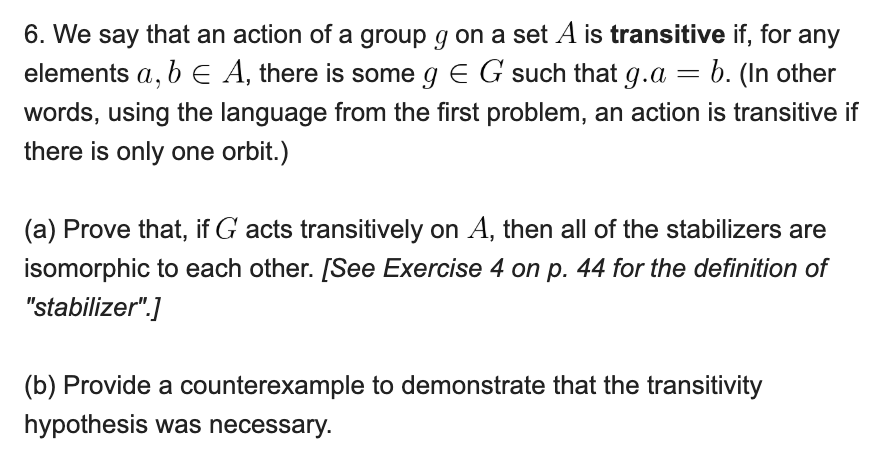 6. We say that an action of a group g on a set A is transitive if, for any
elements a, b ∈ A, there is some g ∈ G such that g.a = b. (In other
words, using the language from the first problem, an action is transitive if
there is only one orbit.)
(a) Prove that, if G acts transitively on A, then all of the stabilizers are
isomorphic to each other. [See Exercise 4 on p. 44 for the definition of
"stabilizer".]
(b) Provide a counterexample to demonstrate that the transitivity
hypothesis was necessary.